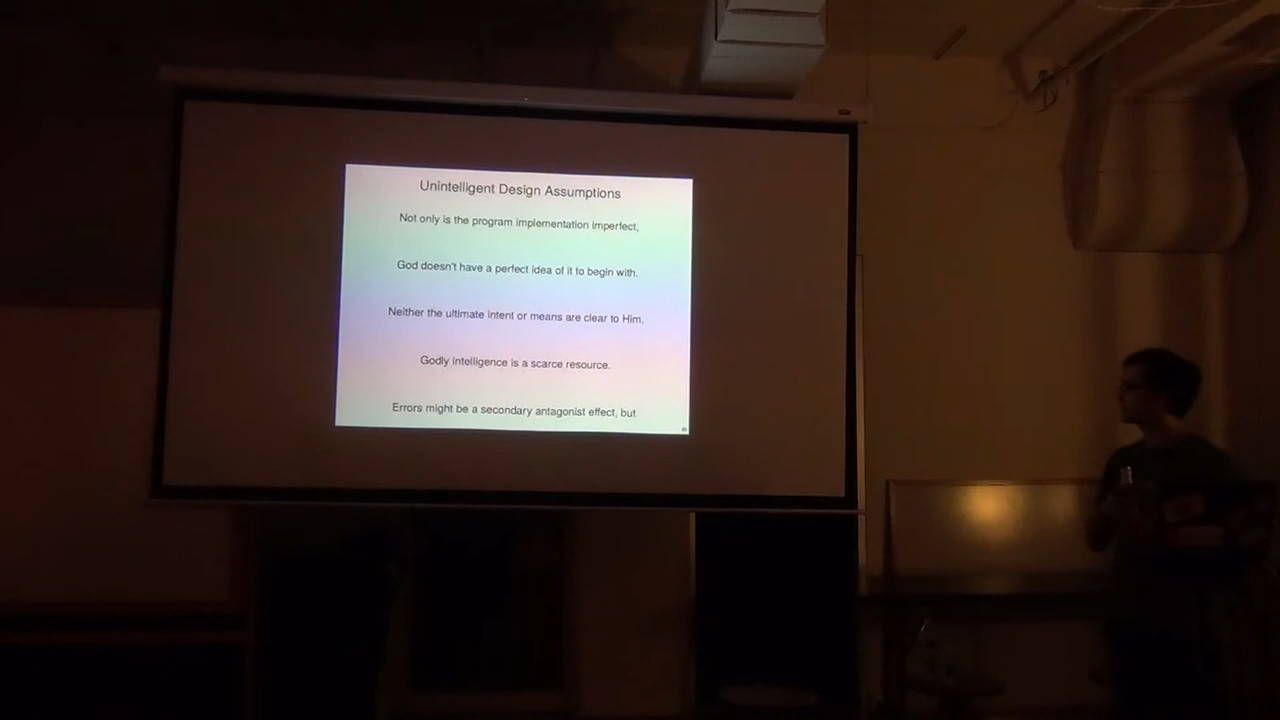 Unintelligent Design Assumptions
Not only is the program implementation imperfect,
God doesn't have a perfect idea of it to begin with.
Neither the ultimate intent or means are clear to Him.
Godly intelligence is a scarce resource.
Errors might be a secondary antagonist effect, but